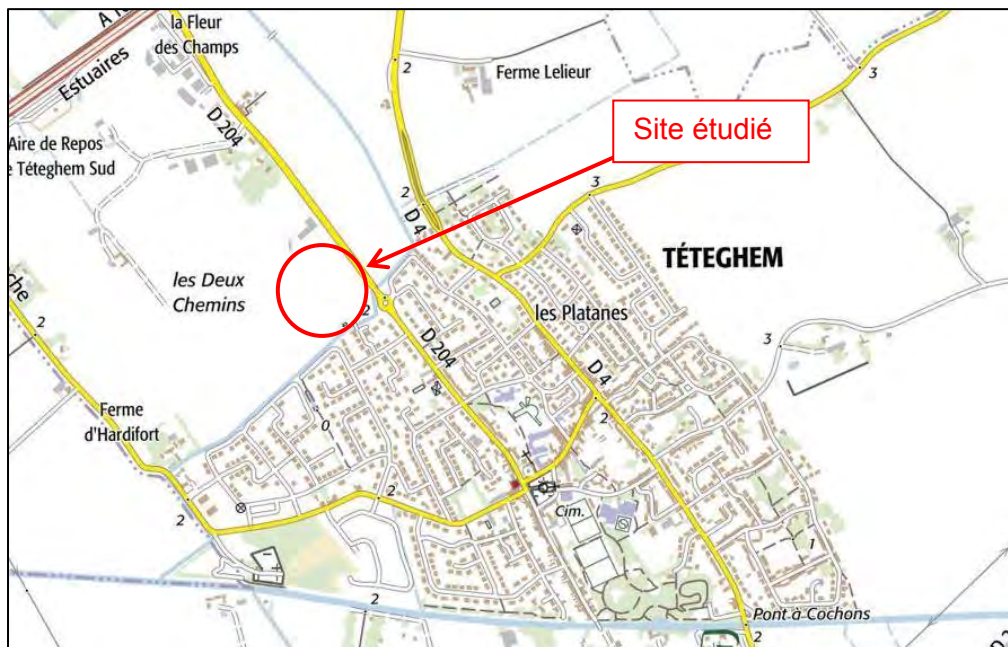 la Fleur
des Champs
Estuaires
D 204
Aire de Repos
Téteghem Sud
2
Ferme Lelieur
3
Site étudié
2
D 4
3
TÉTEGHEM
les Deux
Chemins
2
les Platanes
2
D 204
D 4
3
Ferme
d'Hardifort
0
2
2
2
Cim.
1
2
Pont à Cochons
2